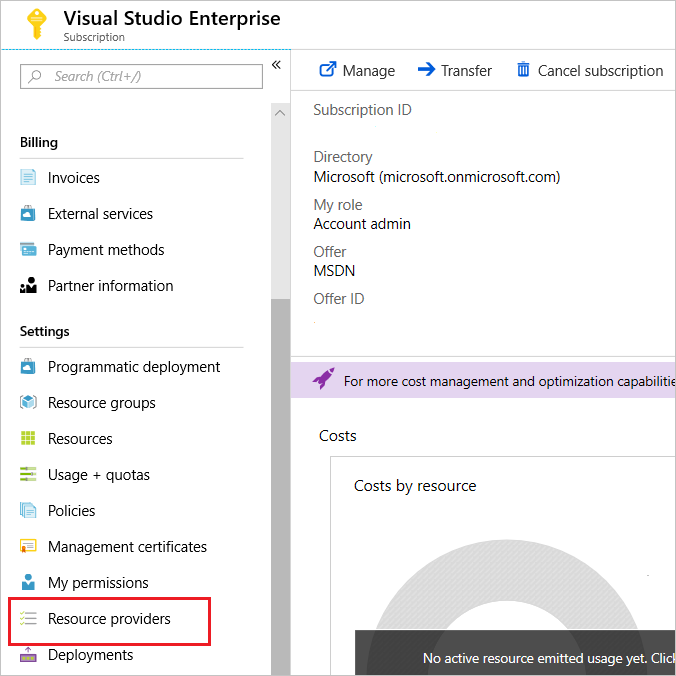 Visual Studio Enterprise
Subscription
Search (Ctrl+/)
«
Billing
Invoices
External services
Payment methods
Partner information
Settings
Programmatic deployment
Resource groups
Resources
Usage + quotas
Policies
Management certificates
My permissions
Resource providers
Deployments
Manage
Transfer
Cancel subscription
Subscription ID
Directory
Microsoft (microsoft.onmicrosoft.com)
My role
Account admin
Offer
MSDN
Offer ID
For more cost management and optimization capabilitie
Costs
Costs by resource
No active resource emitted usage yet. Click